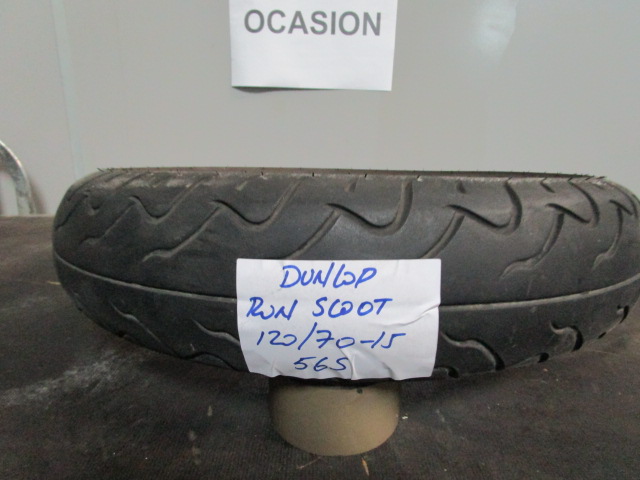 OCASION
DUNLOP
RUN SCOOT
120/70-15
56S